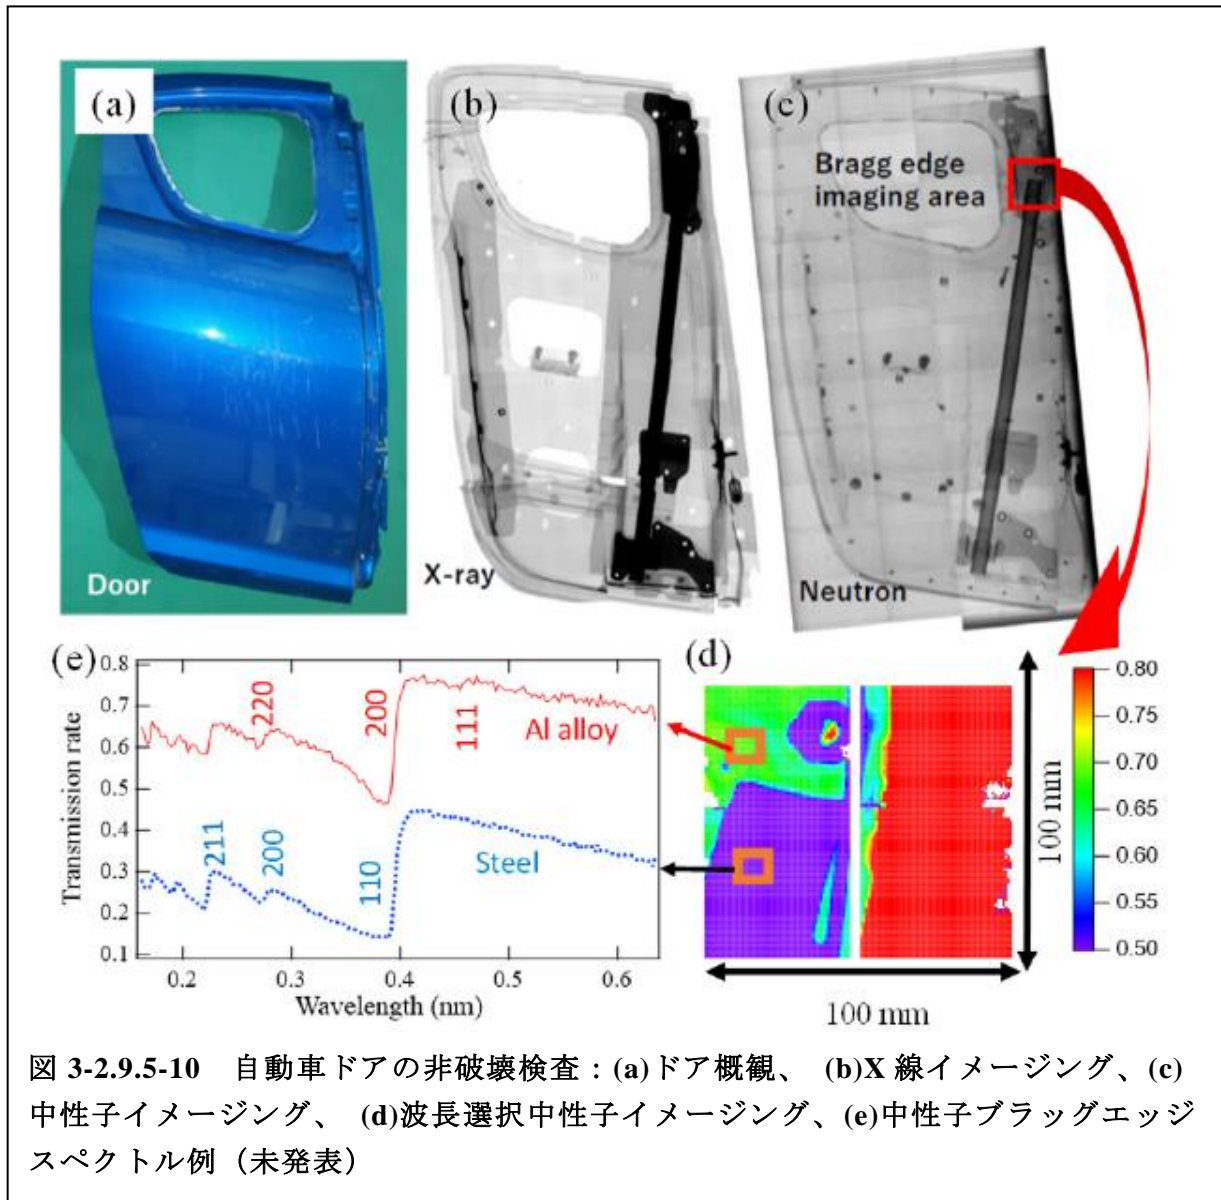 (a)
(b)
(c)
Bragg edge
imaging area
Door
X-ray
Neutron
(e)
0.8
0.7
0.6
0.5
0.4
0.3
0.2
0.1
Transmission rate
220
200
111
Al alloy
211
200
110
Steel
0.2 0.3 0.4 0.5 0.6
Wavelength (nm)
(d)
100 mm
100 mm
0.80
0.75
0.70
0.65
0.60
0.55
0.50
図 3-2.9.5-10 自動車ドアの非破壊検査：(a)ドア概観、 (b)X 線イメージング、(c)
中性子イメージング、 (d)波長選択中性子イメージング、(e)中性子ブラッグエッジ
スペクトル例（未発表）